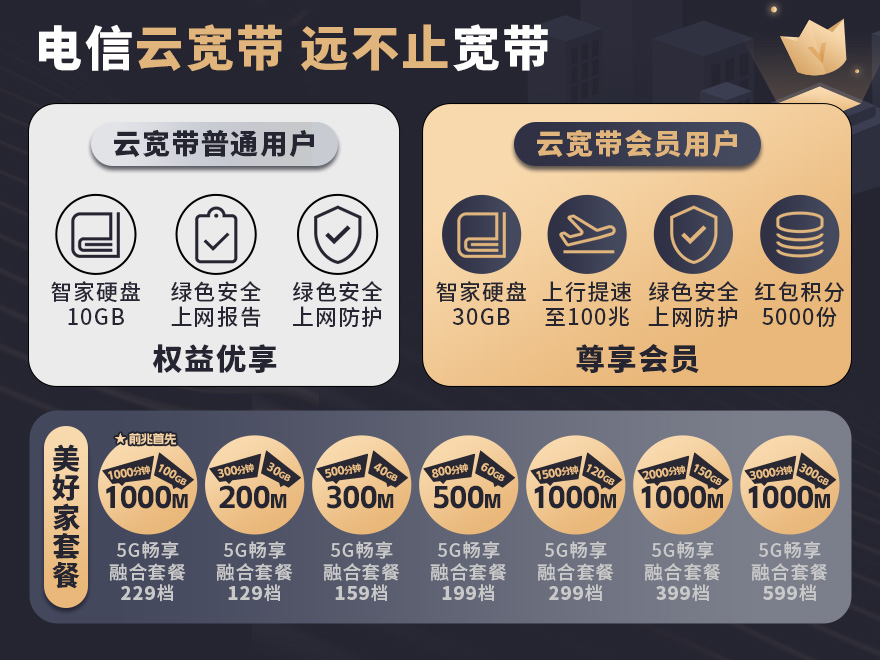 电信云宽带 远不止宽带
云宽带普通用户
智家硬盘
10GB
绿色安全
上网报告
绿色安全
上网防护
权益优享
云宽带会员用户
智家硬盘
30GB
上行提速
至100兆
绿色安全
上网防护
红包积分
5000份
尊享会员
美好家套餐
★前兆首先
1000分钟
100GB
1000M
5G畅享
融合套餐
229档
300分钟
30GB
200M
5G畅享
融合套餐
129档
500分钟
40GB
300M
5G畅享
融合套餐
159档
800分钟
60GB
500M
5G畅享
融合套餐
199档
1500分钟
120GB
1000M
5G畅享
融合套餐
299档
2000分钟
150GB
1000M
5G畅享
融合套餐
399档
3000分钟
300GB
1000M
5G畅享
融合套餐
599档